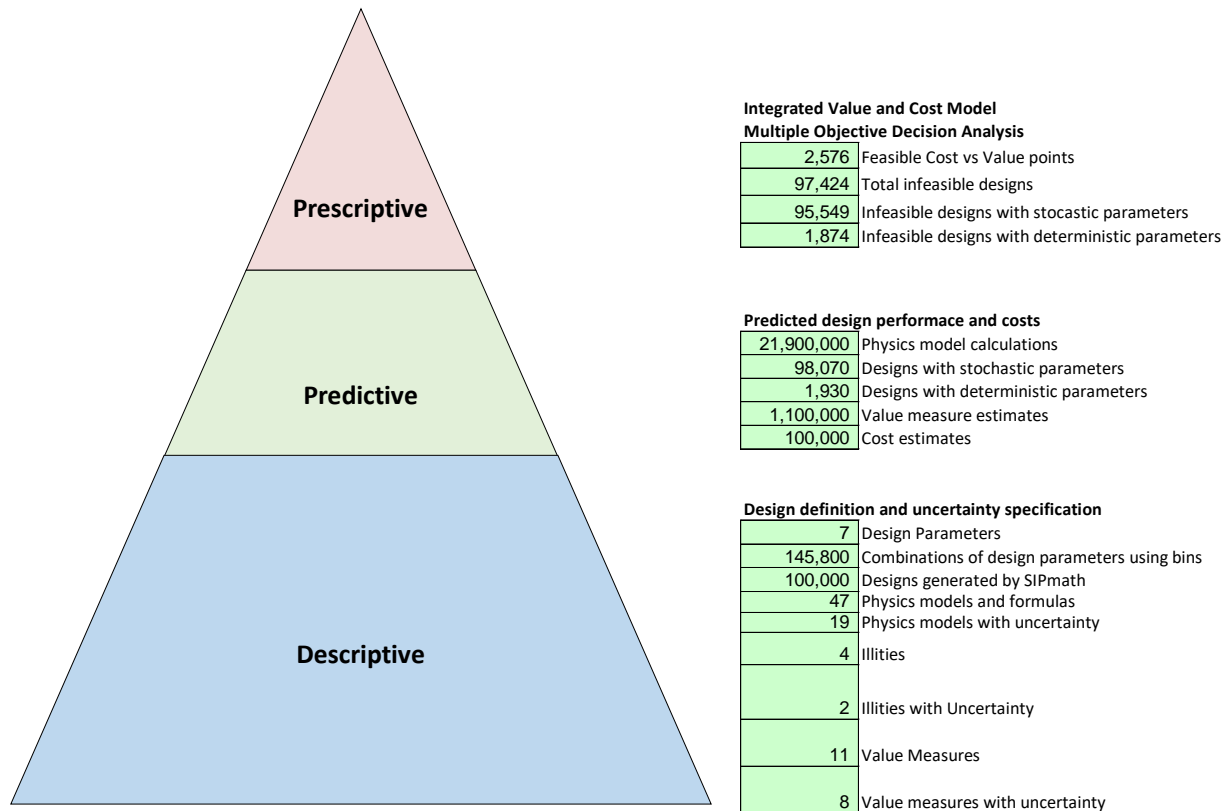 Prescriptive
Predictive
Descriptive
Integrated Value and Cost Model
Multiple Objective Decision Analysis
2,576 Feasible Cost vs Value points
97,424 Total infeasible designs
95,549 Infeasible designs with stocastic parameters
1,874 Infeasible designs with deterministic parameters
Predicted design performace and costs
21,900,000 Physics model calculations
98,070 Designs with stochastic parameters
1,930 Designs with deterministic parameters
1,100,000 Value measure estimates
100,000 Cost estimates
Design definition and uncertainty specification
7 Design Parameters
145,800 Combinations of design parameters using bins
100,000 Designs generated by SIPmath
47 Physics models and formulas
19 Physics models with uncertainty
4 Illities
2 Illities with Uncertainty
11 Value Measures
8 Value measures with uncertainty